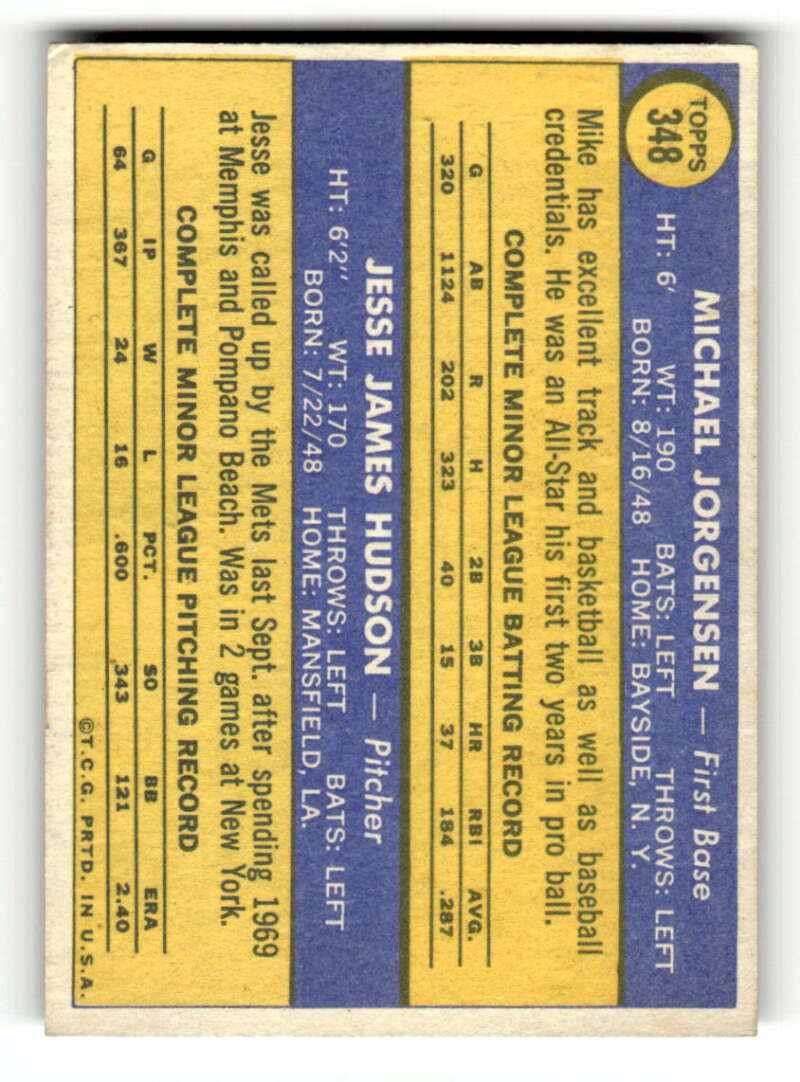 TOPPS
348
MICHAEL JORGENSEN — First Base
HT: 6' WT: 190 BATS: LEFT THROWS: LEFT
BORN: 8/16/48 HOME: BAYSIDE, N. Y.
Mike has excellent track and basketball as well as baseball
credentials. He was an All-Star his first two years in pro ball.
COMPLETE MINOR LEAGUE BATTING RECORD
G AB R H 2B 3B HR RBI AVG.
320 1124 202 323 40 15 37 184 .287
JESSE JAMES HUDSON — Pitcher
HT: 6'2" WT: 170 THROWS: LEFT BATS: LEFT
BORN: 7/22/48 HOME: MANSFIELD, LA.
Jesse was called up by the Mets last Sept. after spending 1969
at Memphis and Pompano Beach. Was in 2 games at New York.
COMPLETE MINOR LEAGUE PITCHING RECORD
G IP W L PCT. SO BB ERA
64 367 24 16 .600 343 121 2.40
©T.C.G. PRTD. IN U.S.A.